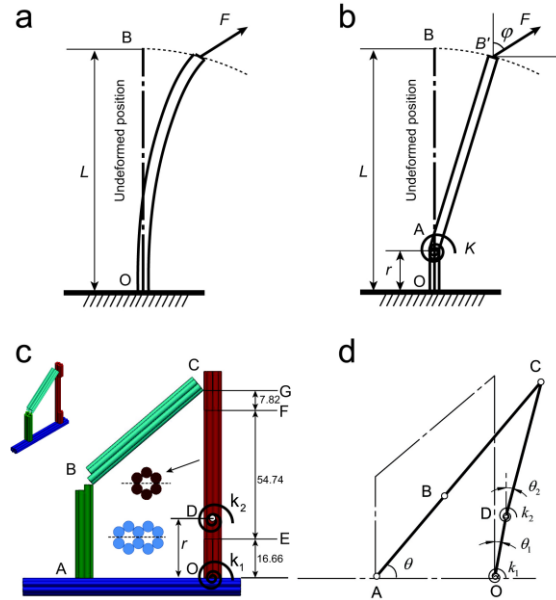 a
B
F
Undeformed position
L
O
b
B
B'
φ
F
Undeformed position
L
A
K
r
O
c
C
G
7.82
F
B
54.74
D
k₂
r
E
k₁
16.66
A
O
d
C
B
θ₂
D
k₂
θ₁
θ
k₁
A
O